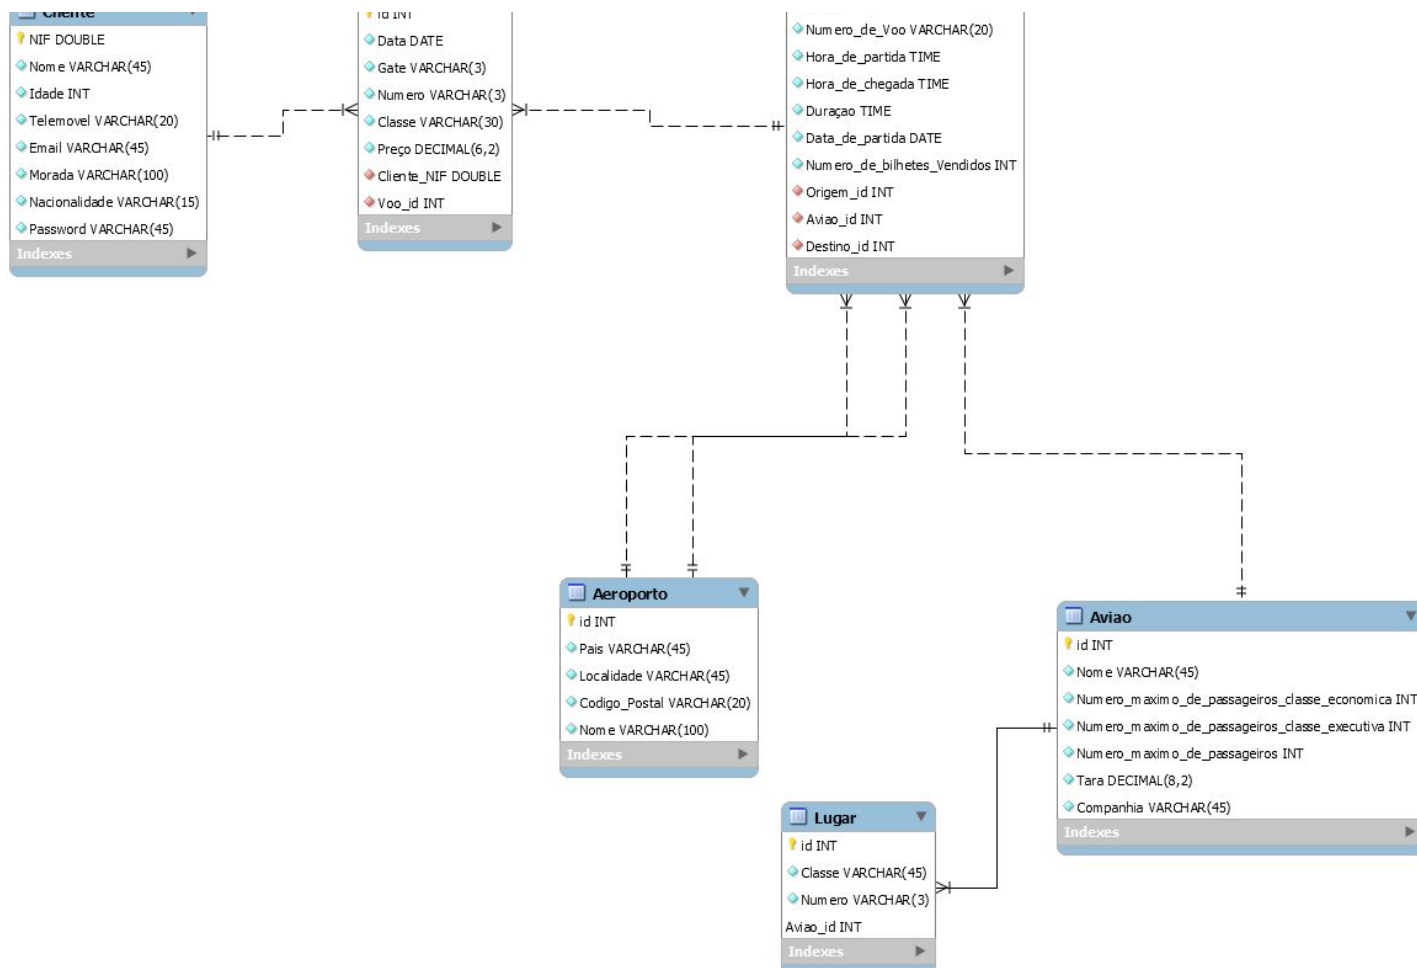 Cliente
NIF DOUBLE
Nome VARCHAR(45)
Idade INT
Telemovel VARCHAR(20)
Email VARCHAR(45)
Morada VARCHAR(100)
Nacionalidade VARCHAR(15)
Password VARCHAR(45)
Indexes
id INT
Data DATE
Gate VARCHAR(3)
Numero VARCHAR(3)
Classe VARCHAR(30)
Preço DECIMAL(6,2)
Cliente_NIF DOUBLE
Voo_id INT
Indexes
Numero_de_Voo VARCHAR(20)
Hora_de_partida TIME
Hora_de_chegada TIME
Duraçao TIME
Data_de_partida DATE
Numero_de_bilhetes_Vendidos INT
Origem_id INT
Aviao_id INT
Destino_id INT
Indexes
Aeroporto
id INT
Pais VARCHAR(45)
Localidade VARCHAR(45)
Codigo_Postal VARCHAR(20)
Nome VARCHAR(100)
Indexes
Aviao
id INT
Nome VARCHAR(45)
Numero_maximo_de_passageiros_classe_economica INT
Numero_maximo_de_passageiros_classe_executiva INT
Numero_maximo_de_passageiros INT
Tara DECIMAL(8,2)
Companhia VARCHAR(45)
Indexes
Lugar
id INT
Classe VARCHAR(45)
Numero VARCHAR(3)
Aviao_id INT
Indexes